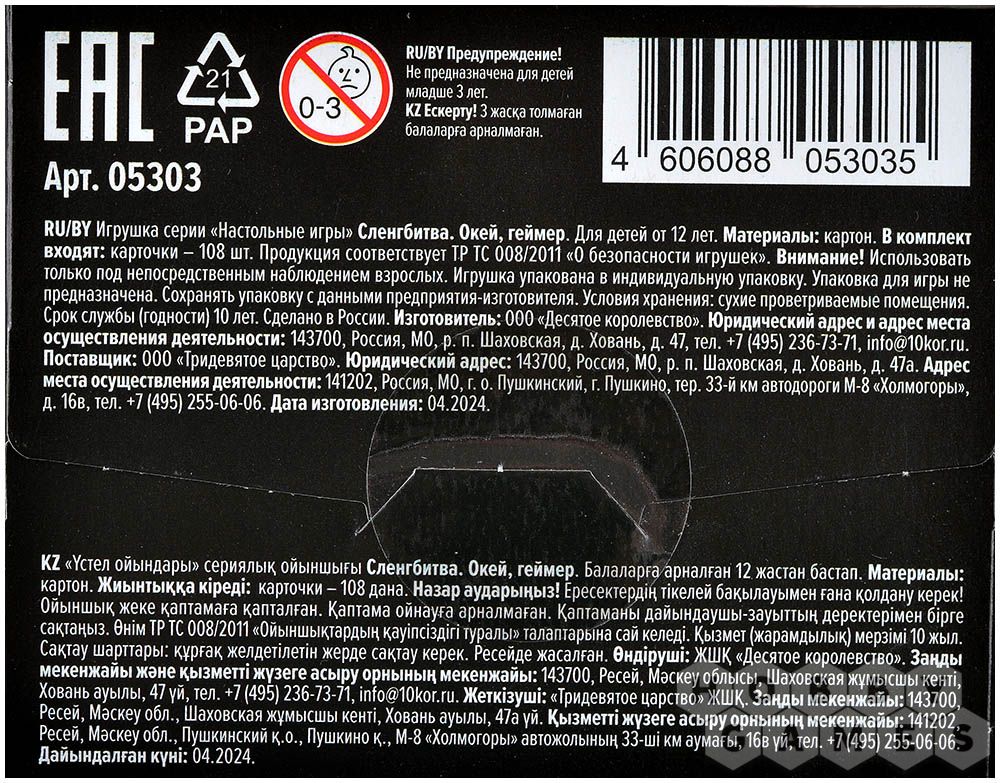 EAC
21
PAP
0-3
RU/BY Предупреждение!
Не предназначена для детей
младше 3 лет.
KZ Ескерту! 3 жасқа толмаған
балаларға арналмаған.
4 606088 053035
Арт. 05303
RU/BY Игрушка серии «Настольные игры» Сленгбитва. Окей, геймер. Для детей от 12 лет. Материалы: картон. В комплект
входят: карточки – 108 шт. Продукция соответствует ТР ТС 008/2011 «О безопасности игрушек». Внимание! Использовать
только под непосредственным наблюдением взрослых. Игрушка упакована в индивидуальную упаковку. Упаковка для игры не
предназначена. Сохранять упаковку с данными предприятия-изготовителя. Условия хранения: сухие проветриваемые помещения.
Срок службы (годности) 10 лет. Сделано в России. Изготовитель: ООО «Десятое королевство». Юридический адрес и адрес места
осуществления деятельности: 143700, Россия, МО, р. п. Шаховская, д. Ховань, д. 47, тел. +7 (495) 236-73-71, info@10kor.ru.
Поставщик: ООО «Тридевятое царство». Юридический адрес: 143700, Россия, МО, р. п. Шаховская, д. Ховань, д. 47а. Адрес
места осуществления деятельности: 141202, Россия, МО, г. о. Пушкинский, г. Пушкино, тер. 33-й км автодороги М-8 «Холмогоры»,
д. 16в, тел. +7 (495) 255-06-06. Дата изготовления: 04.2024.
KZ «Үстел ойындары» сериялық ойыншығы Сленгбитва. Окей, геймер. Балаларға арналған 12 жастан бастап. Материалы:
картон. Жиынтыққа кіреді: карточки – 108 дана. Назар аударыңыз! Ересектердің тікелей бақылауымен ғана қолдану керек!
Ойыншық жеке қаптамаға қапталған. Қаптама ойнауға арналмаған. Қаптаманы дайындаушы-зауыттың деректерімен бірге
сақтаңыз. Өнім ТР ТС 008/2011 «Ойыншықтардың қауіпсіздігі туралы» талаптарына сай келеді. Қызмет (жарамдылық) мерзімі 10 жыл.
Сақтау шарттары: құрғақ желдетілетін жерде сақтау керек. Ресейде жасалған. Өндіруші: ЖШҚ «Десятое королевство». Заңды
мекенжайы және қызметті жүзеге асыру орнының мекенжайы: 143700, Ресей, Мәскеу облысы, Шаховская жұмысшы кенті,
Ховань ауылы, 47 үй, тел. +7 (495) 236-73-71, info@10kor.ru. Жеткізуші: «Тридевятое царство» ЖШҚ. Заңды мекенжайы: 143700,
Ресей, Мәскеу обл., Шаховская жұмысшы кенті, Ховань ауылы, 47а үй. Қызметті жүзеге асыру орнының мекенжайы: 141202,
Ресей, Мәскеу обл., Пушкинский қ.о., Пушкино қ., М-8 «Холмогоры» автожолының 33-ші км аумағы, 16в үй, тел. +7 (495) 255-06-06.
Дайындалған күні: 04.2024.
GAMES